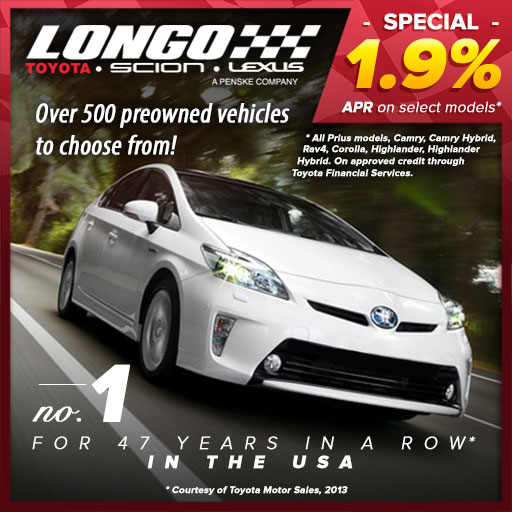 LONGO
TOYOTA • SCION • LEXUS
A PENSKE COMPANY
- SPECIAL -
1.9%
APR on select models*
Over 500 preowned vehicles
to choose from!
* All Prius models, Camry, Camry Hybrid,
Rav4, Corolla, Highlander, Highlander
Hybrid. On approved credit through
Toyota Financial Services.
no. 1
FOR 47 YEARS IN A ROW*
IN THE USA
* Courtesy of Toyota Motor Sales, 2013